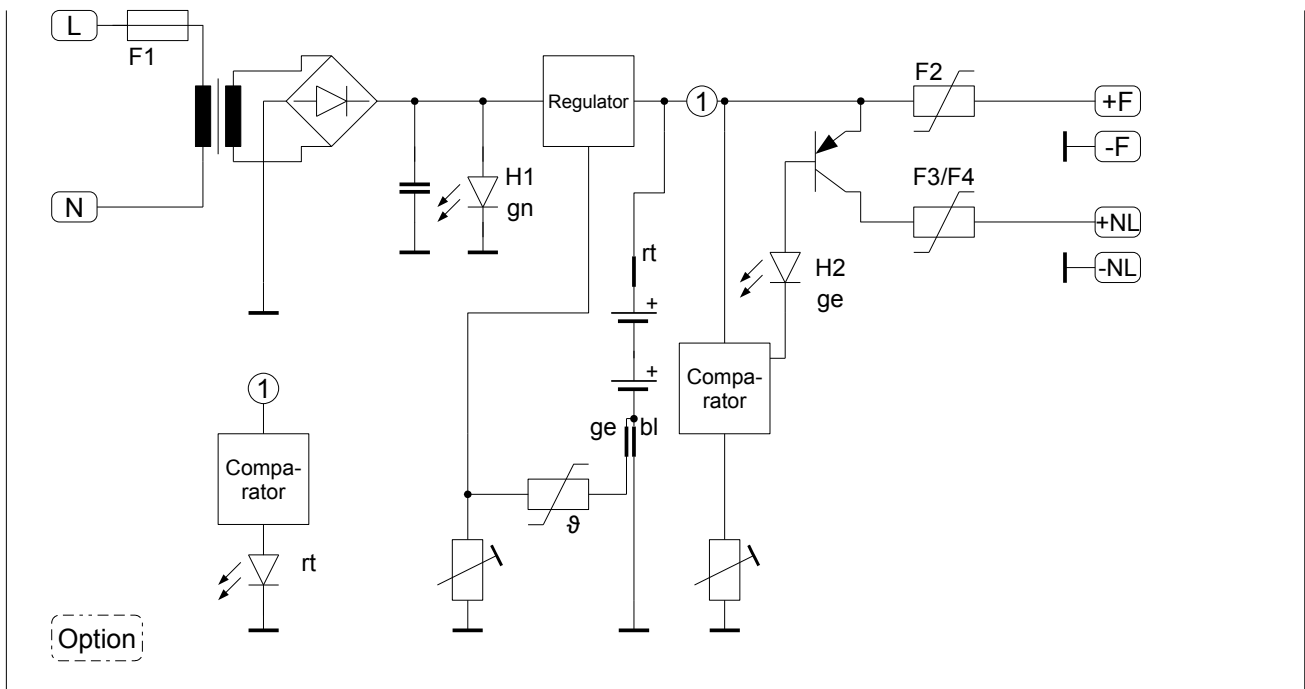 L
F1
N
H1
gn
Regulator
1
F2
+F
-F
F3/F4
+NL
-NL
rt
+
+
ge
bl
H2
ge
Compa-
rator
1
Compa-
rator
rt
ϑ
Option